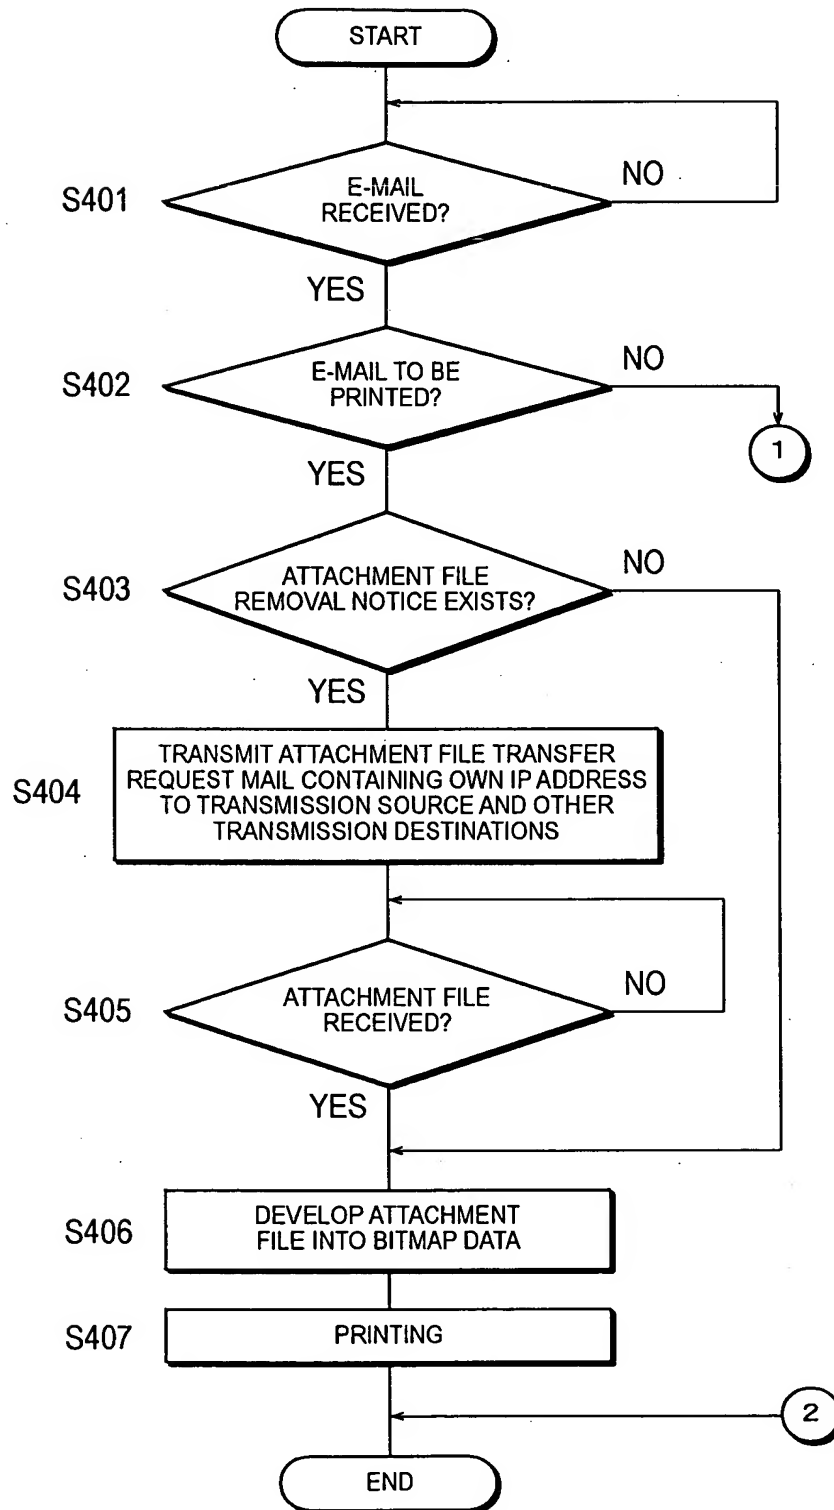 START
S401
E-MAIL
RECEIVED?
NO
YES
S402
E-MAIL TO BE
PRINTED?
NO
1
YES
S403
ATTACHMENT FILE
REMOVAL NOTICE EXISTS?
NO
YES
S404
TRANSMIT ATTACHMENT FILE TRANSFER
REQUEST MAIL CONTAINING OWN IP ADDRESS
TO TRANSMISSION SOURCE AND OTHER
TRANSMISSION DESTINATIONS
S405
ATTACHMENT FILE
RECEIVED?
NO
YES
S406
DEVELOP ATTACHMENT
FILE INTO BITMAP DATA
S407
PRINTING
2
END